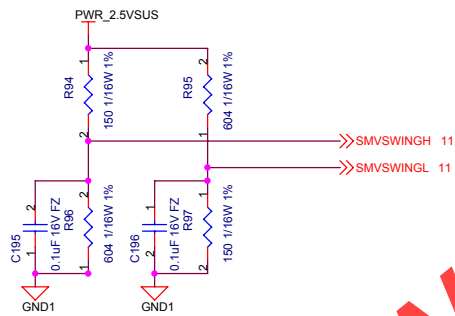 PWR_2.5VSUS
1
R94
150 1/16W 1%
2
2
R95
604 1/16W 1%
1
SMVSWINGH 11
SMVSWINGL 11
2
C195
0.1uF 16V FZ
1
2
R96
604 1/16W 1%
1
1
C196
0.1uF 16V FZ
2
1
R97
150 1/16W 1%
2
GND1
GND1